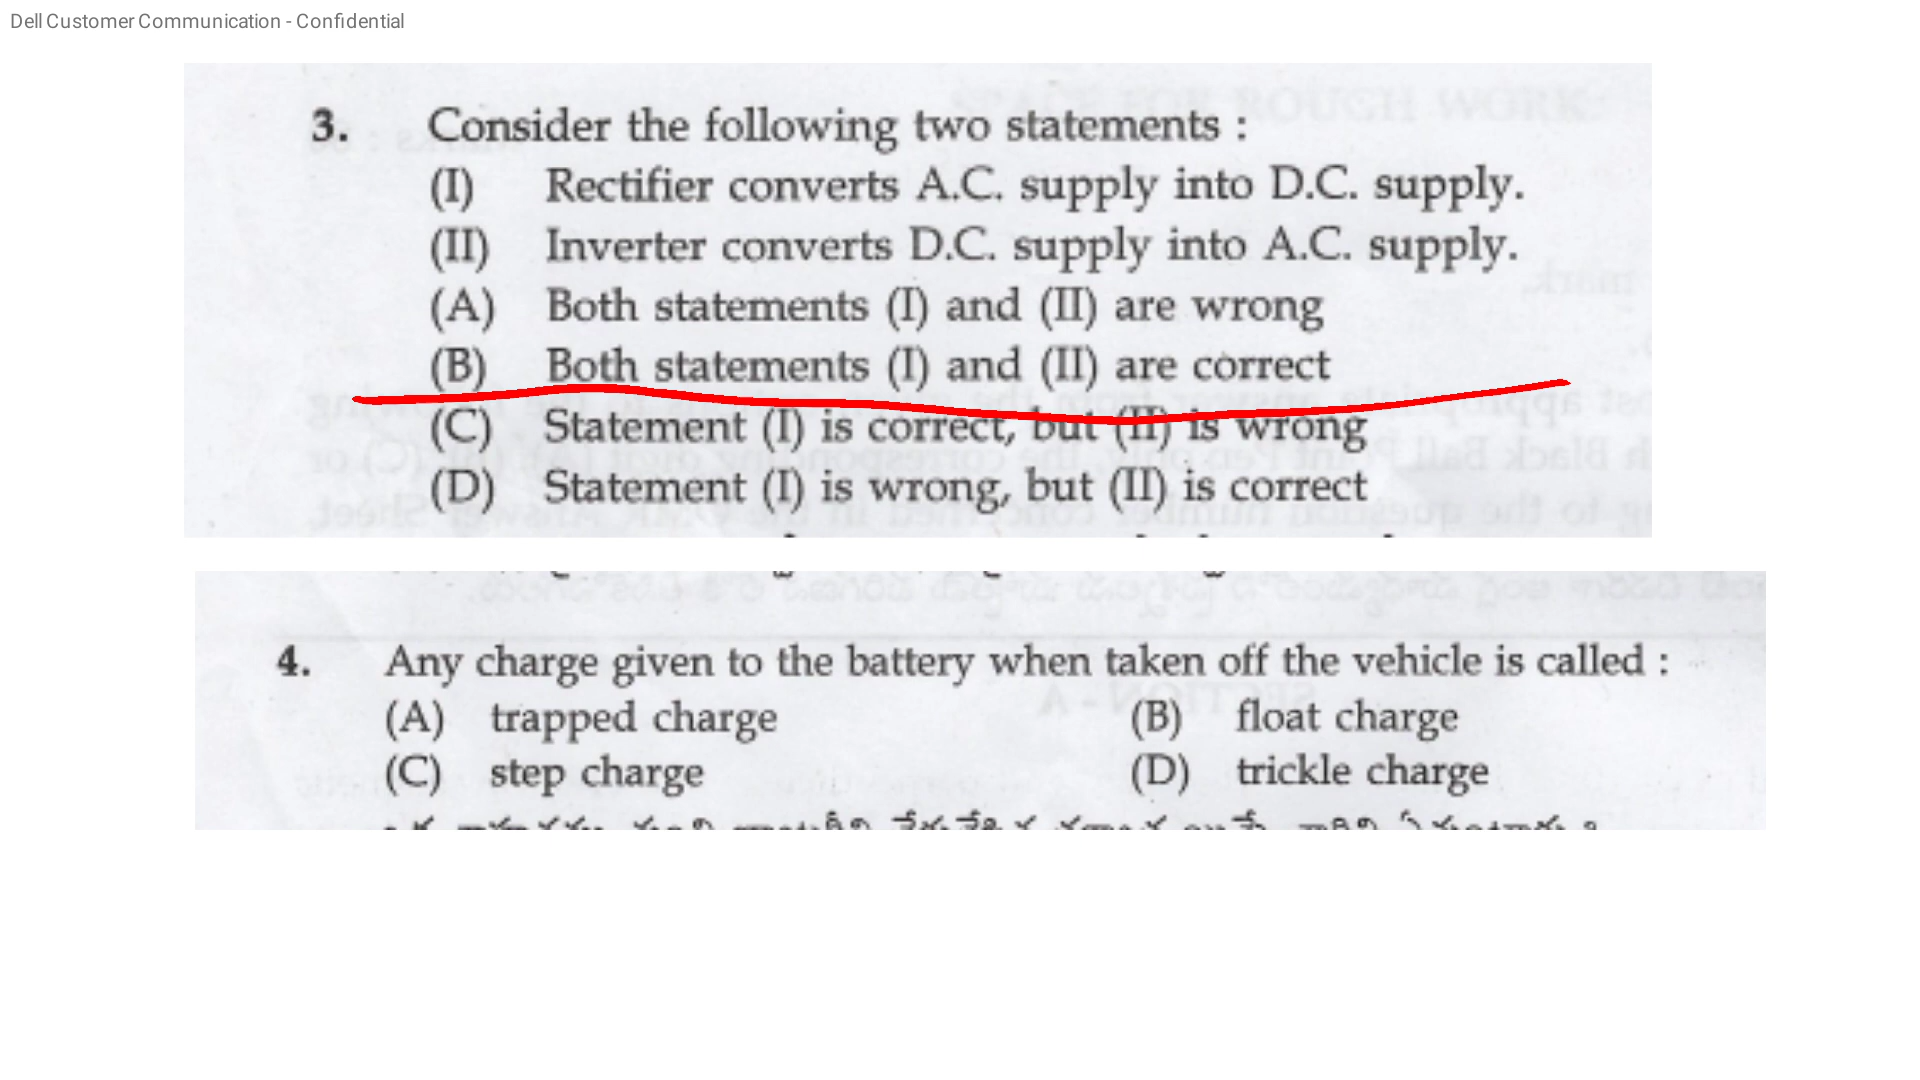 Dell Customer Communication - Confidential
3. Consider the following two statements :
(I) Rectifier converts A.C. supply into D.C. supply.
(II) Inverter converts D.C. supply into A.C. supply.
(A) Both statements (I) and (II) are wrong
(B) Both statements (I) and (II) are correct
(C) Statement (I) is correct, but (II) is wrong
(D) Statement (I) is wrong, but (II) is correct
4. Any charge given to the battery when taken off the vehicle is called :
(A) trapped charge (B) float charge
(C) step charge (D) trickle charge